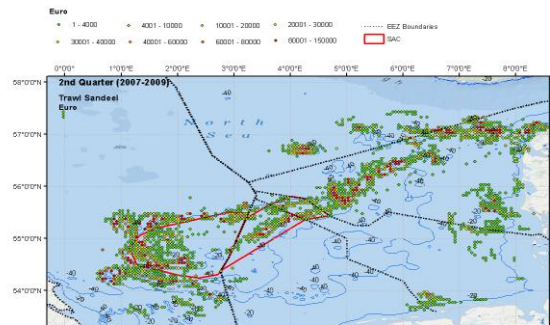 Euro
1 - 4000
4001 - 10000
10001 - 20000
20001 - 30000
EEZ Boundaries
30001 - 40000
40001 - 60000
60001 - 80000
80001 - 150000
SAC
0°0'0"
1°0'0"E
2°0'0"E
3°0'0"E
4°0'0"E
5°0'0"E
6°0'0"E
7°0'0"E
8°0'0"E
58°0'0"N
2nd Quarter (2007-2009)
Trawl Sandeel
Euro
North
Sea
57°0'0"N
56°0'0"N
55°0'0"N
54°0'0"N
53°0'0"N